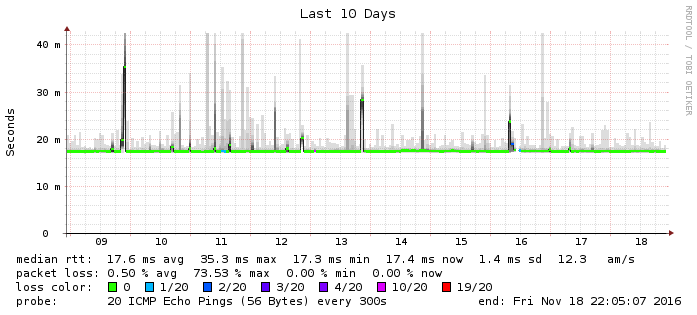 Last 10 Days
RRDTOOL / TOBI OETIKER
Seconds
40 m
30 m
20 m
10 m
0
09 10 11 12 13 14 15 16 17 18
median rtt: 17.6 ms avg 35.3 ms max 17.3 ms min 17.4 ms now 1.4 ms sd 12.3 am/s
packet loss: 0.50 % avg 73.53 % max 0.00 % min 0.00 % now
loss color: 0 1/20 2/20 3/20 4/20 10/20 19/20
probe: 20 ICMP Echo Pings (56 Bytes) every 300s end: Fri Nov 18 22:05:07 2016